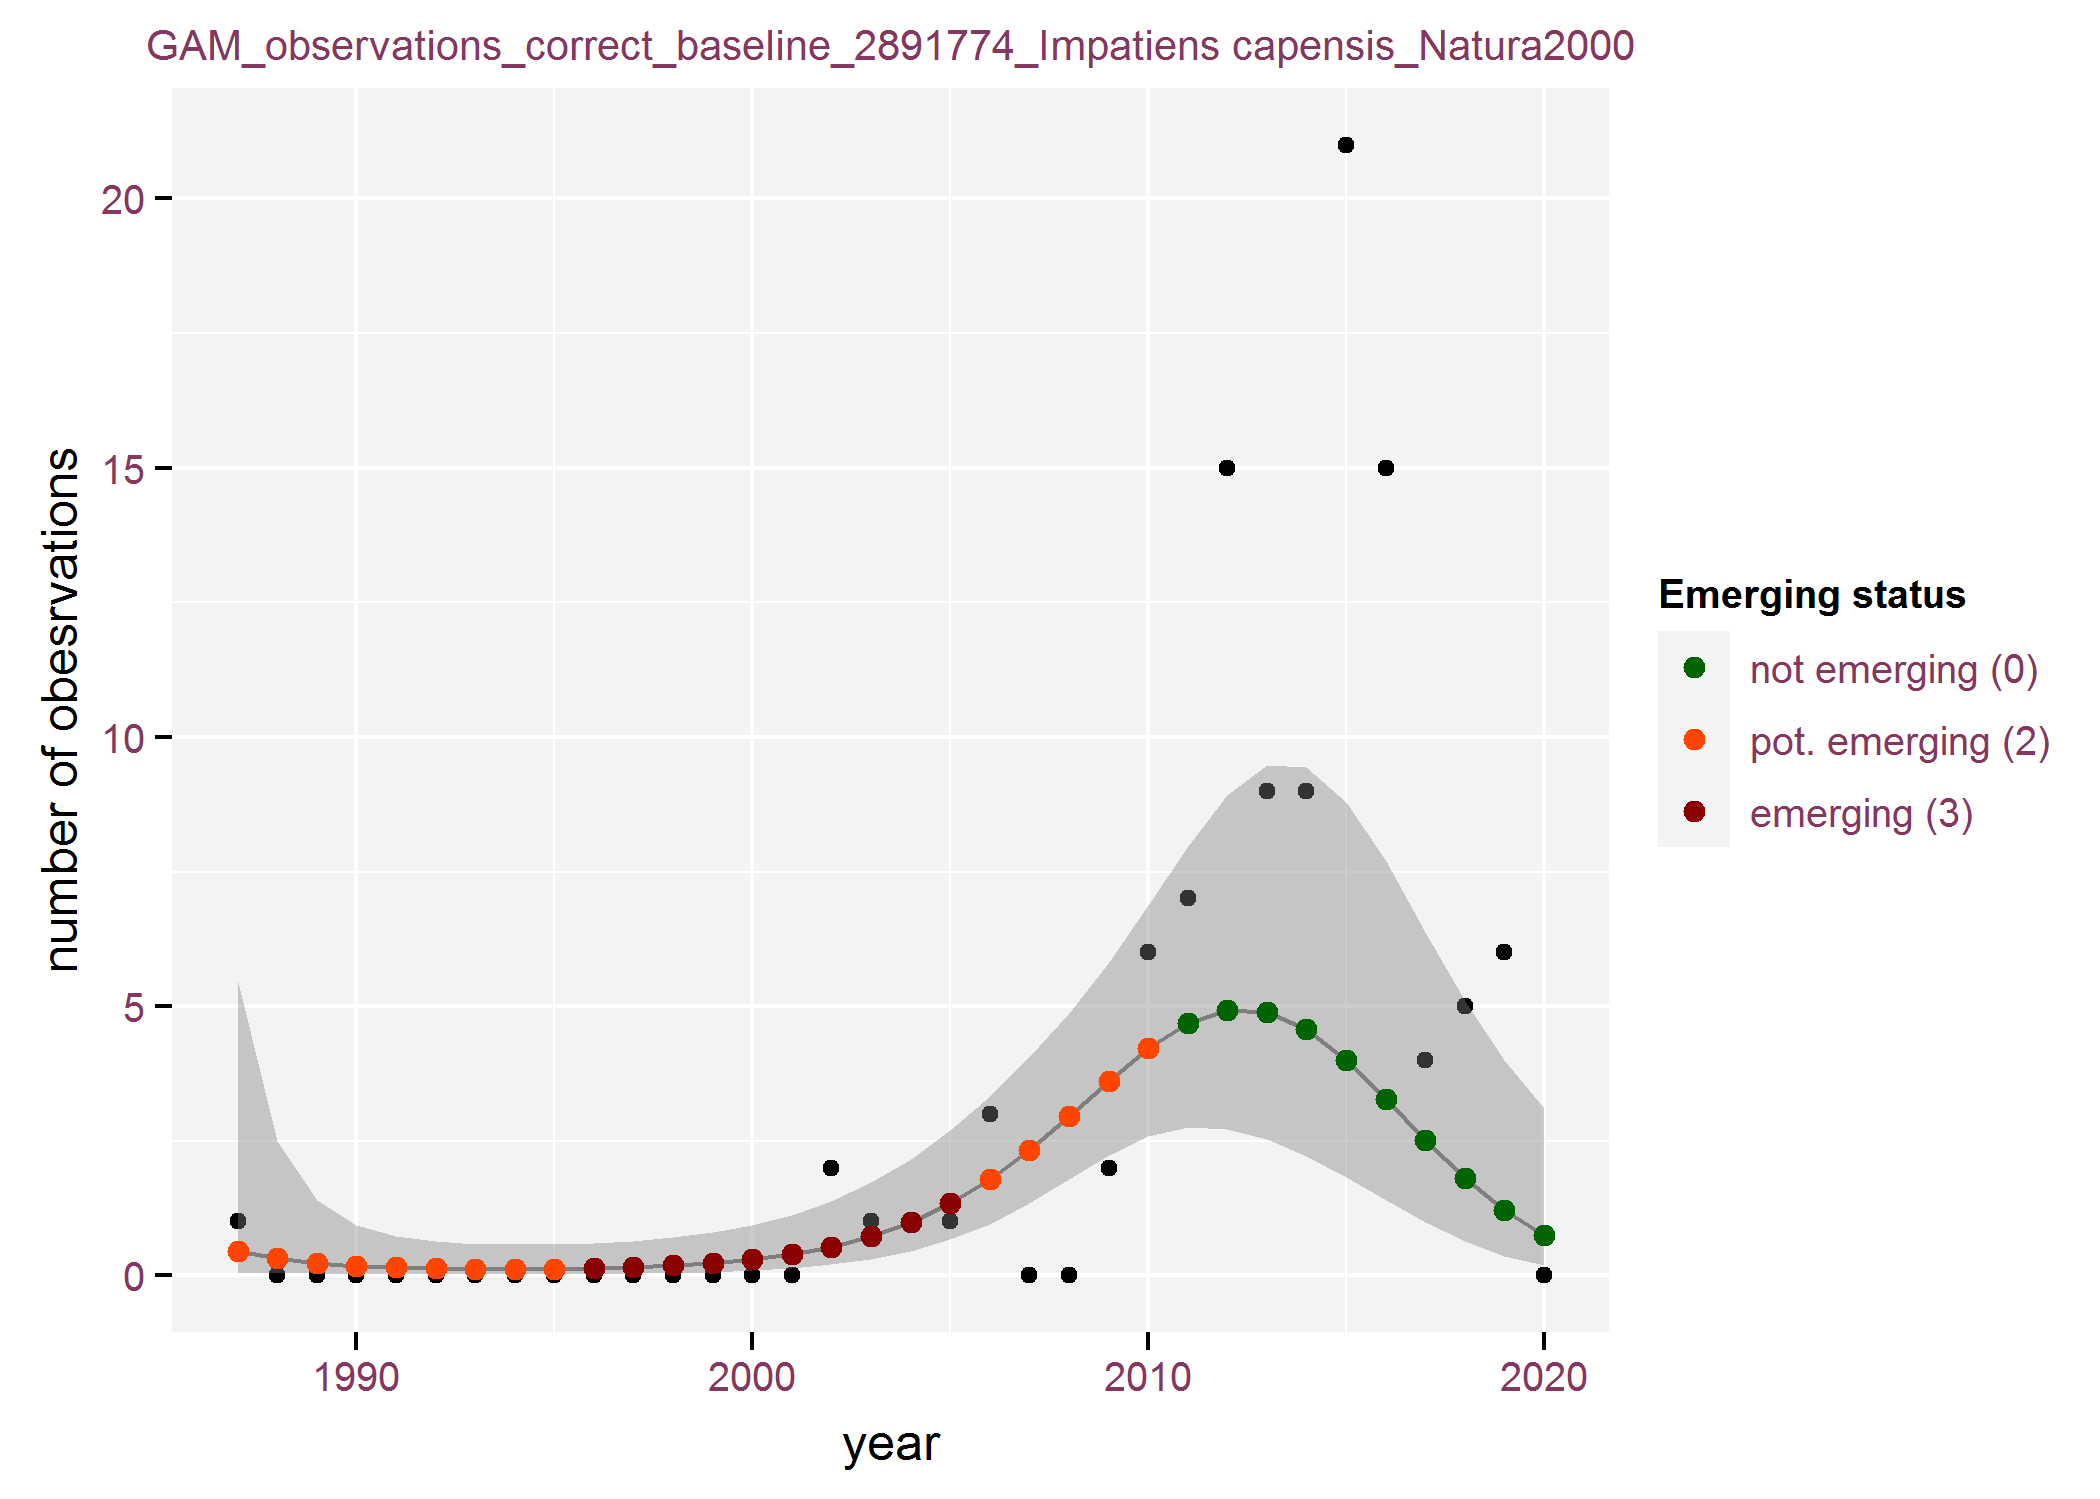 GAM_observations_correct_baseline_2891774_Impatiens capensis_Natura2000
number of obesrvations
20
15
10
5
0
1990
2000
2010
2020
year
Emerging status
not emerging (0)
pot. emerging (2)
emerging (3)